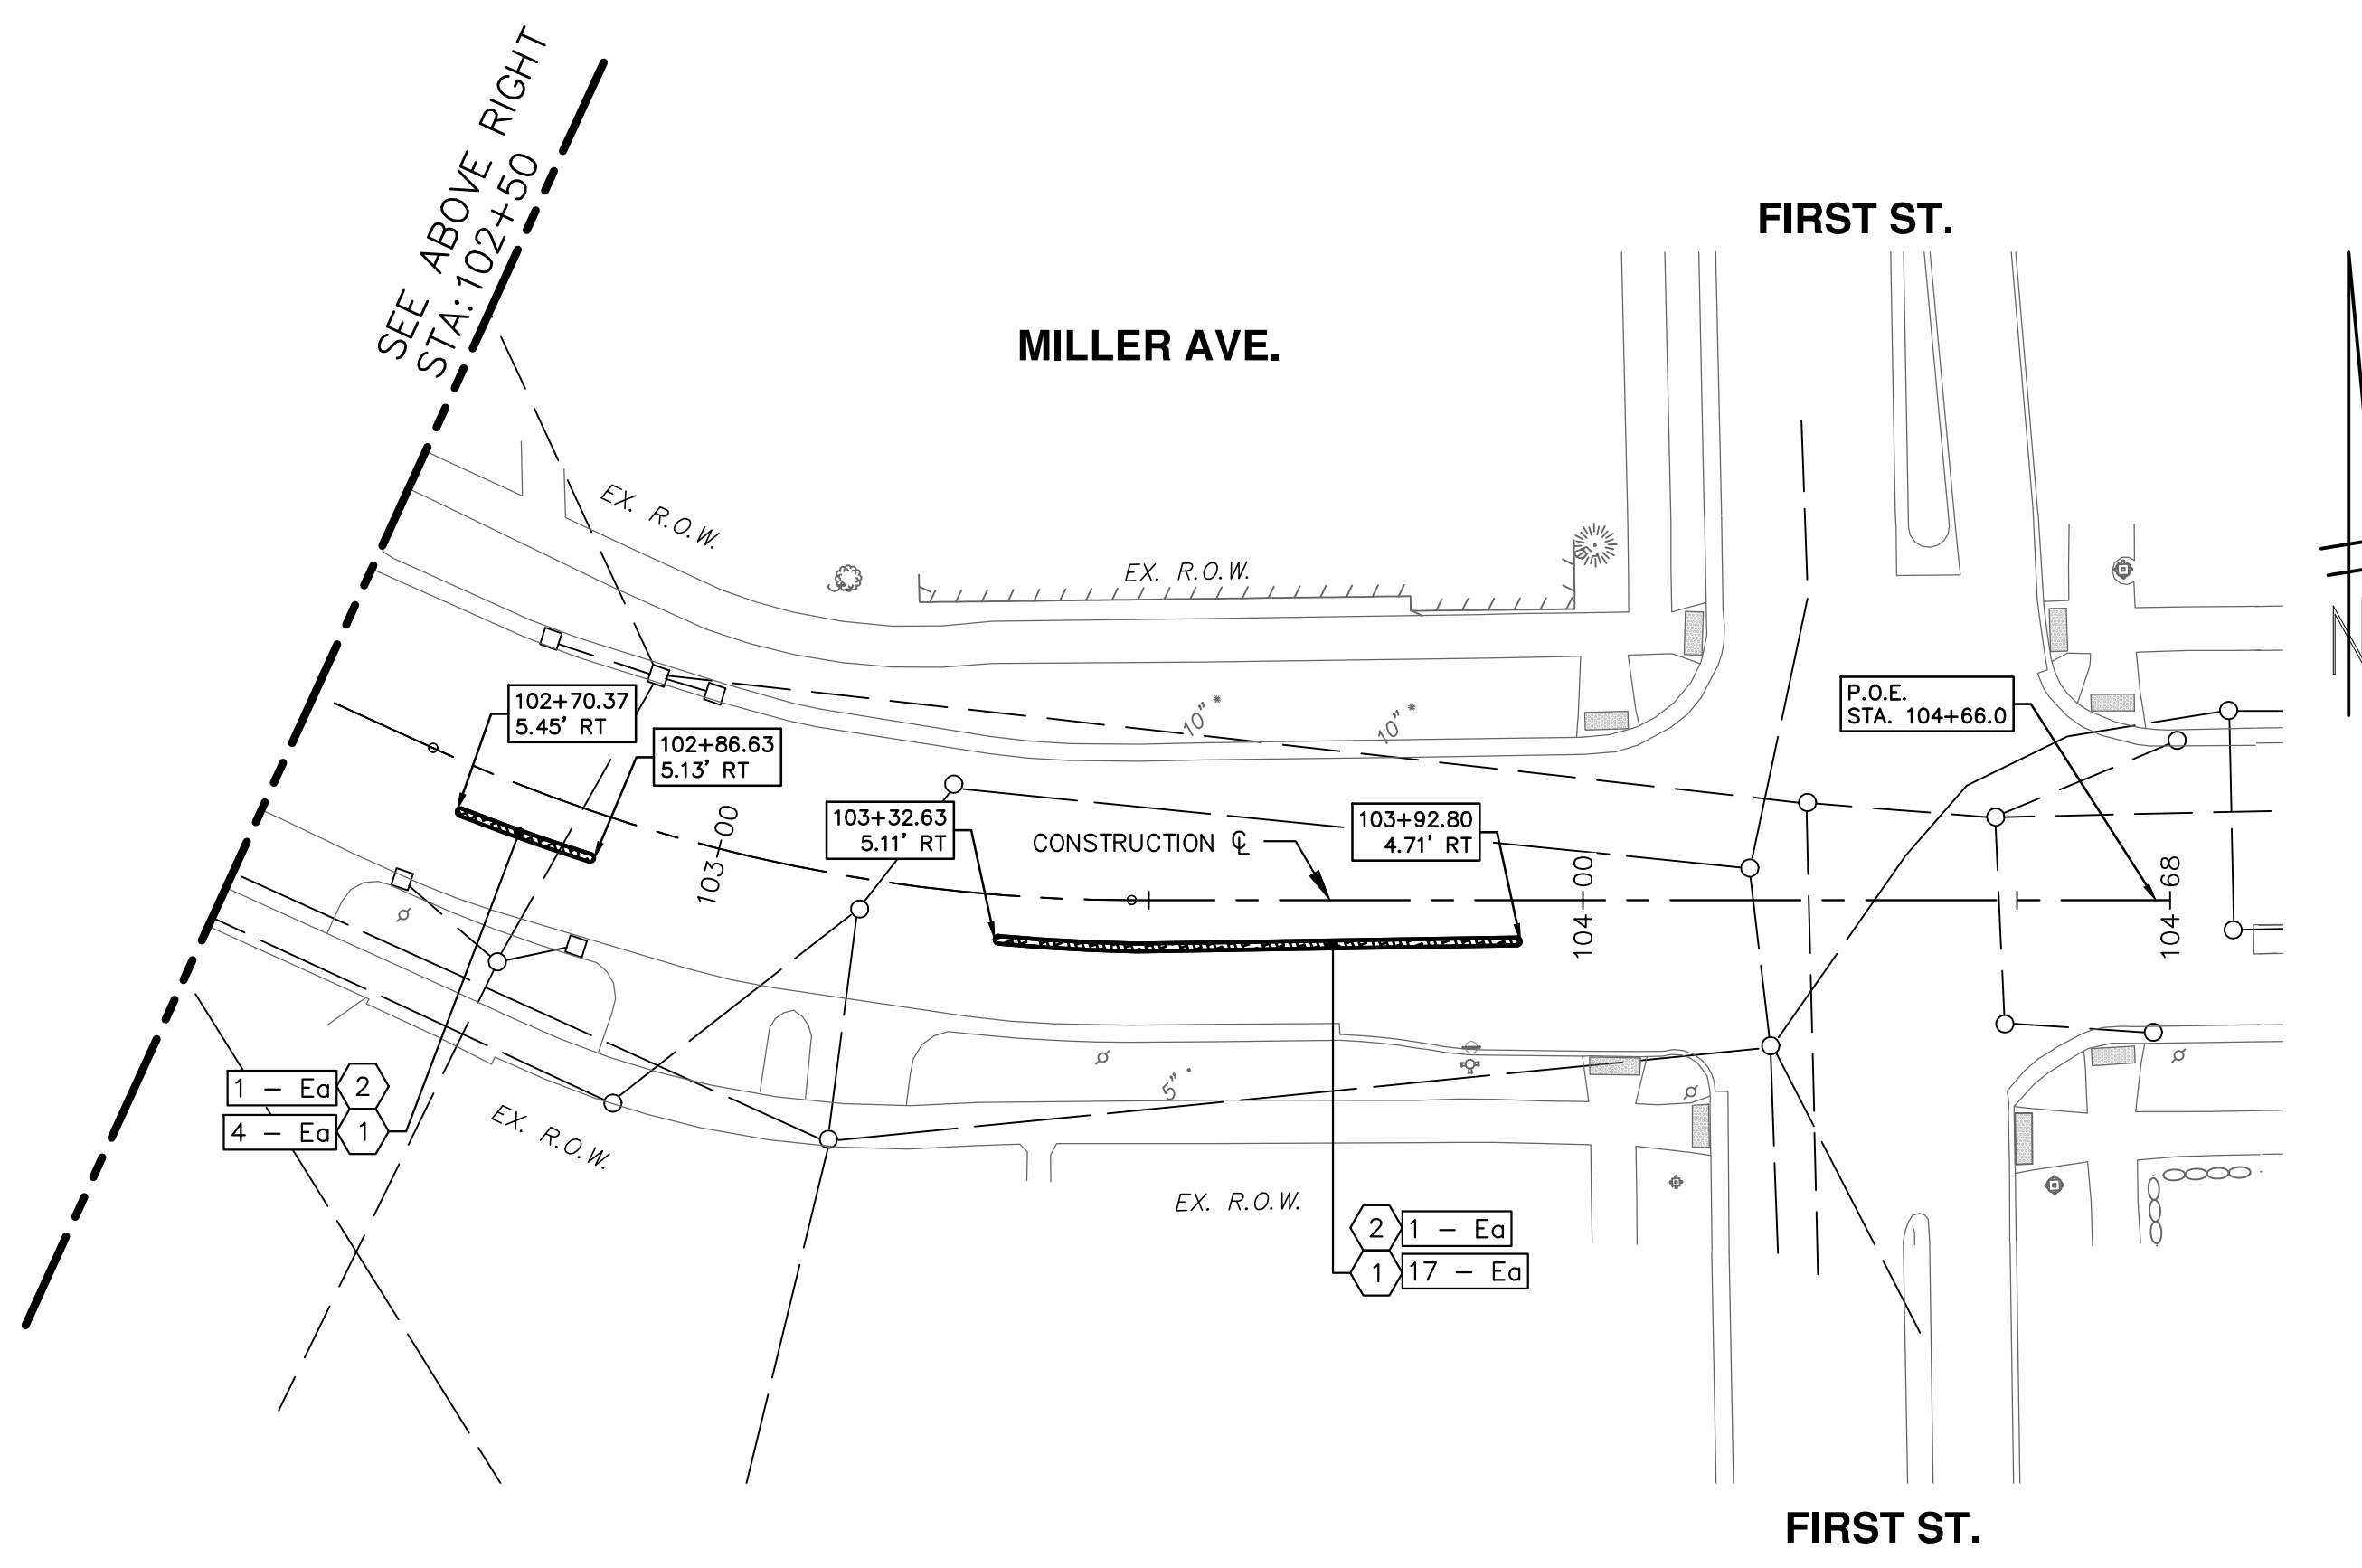 SEE ABOVE RIGHT
STA:102+50
FIRST ST.
MILLER AVE.
EX. R.O.W.
EX. R.O.W.
102+70.37
5.45' RT
102+86.63
5.13' RT
10"
10"
P.O.E.
STA. 104+66.0
103+32.63
5.11' RT
CONSTRUCTION ℄
103+92.80
4.71' RT
103-00
104-00
104-68
1 - Ea 2
4 - Ea 1
EX. R.O.W.
5"
EX. R.O.W.
2 1 - Ea
1 17 - Ea
FIRST ST.